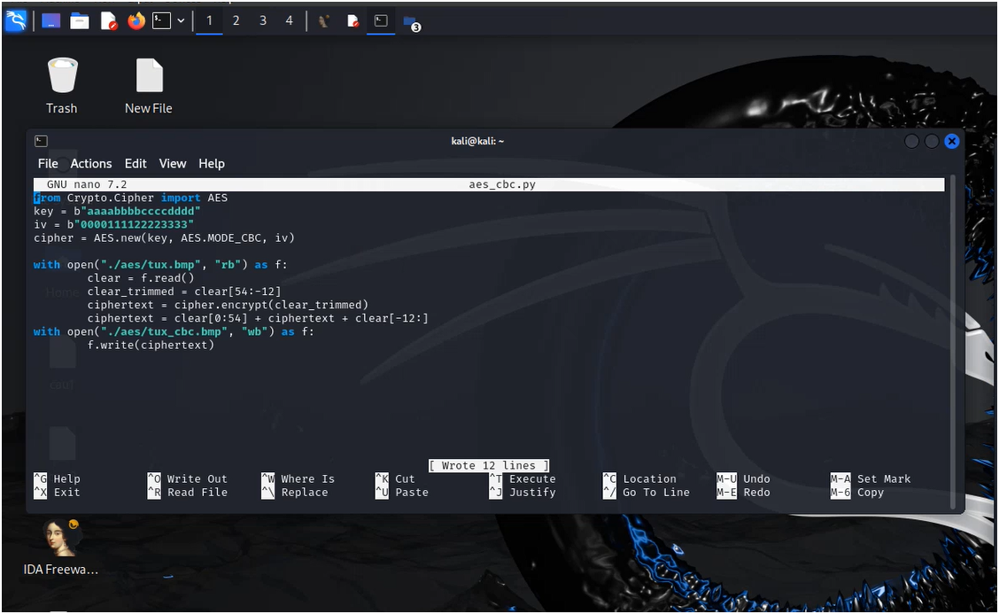 1 2 3 4
3
Trash
New File
kali@kali: ~
File Actions Edit View Help
GNU nano 7.2 aes_cbc.py
from Crypto.Cipher import AES
key = b"aaaabbbbccccdddd"
iv = b"0000111122223333"
cipher = AES.new(key, AES.MODE_CBC, iv)
with open("./aes/tux.bmp", "rb") as f:
        clear = f.read()
        clear_trimmed = clear[54:-12]
        ciphertext = cipher.encrypt(clear_trimmed)
        ciphertext = clear[0:54] + ciphertext + clear[-12:]
with open("./aes/tux_cbc.bmp", "wb") as f:
        f.write(ciphertext)
Home
[ Wrote 12 lines ]
^G Help ^O Write Out ^W Where Is ^K Cut ^T Execute ^C Location M-U Undo M-A Set Mark
^X Exit ^R Read File ^\ Replace ^U Paste ^J Justify ^/ Go To Line M-E Redo M-6 Copy
IDA Freewa...